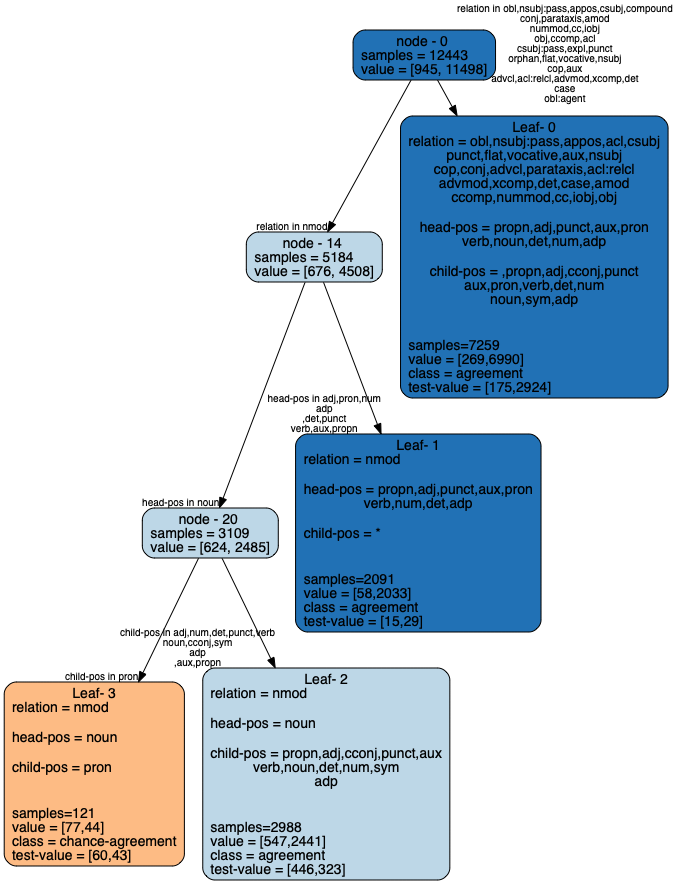 relation in obl,nsubj:pass,appos,csubj,compound
conj,parataxis,amod
nummod,cc,iobj
obj,ccomp,acl
csubj:pass,expl,punct
orphan,flat,vocative,nsubj
cop,aux
advcl,acl:relcl,advmod,xcomp,det
case
obl:agent
node - 0
samples = 12443
value = [945, 11498]
Leaf- 0
relation = obl,nsubj:pass,appos,acl,csubj
punct,flat,vocative,aux,nsubj
cop,conj,advcl,parataxis,acl:relcl
advmod,xcomp,det,case,amod
ccomp,nummod,cc,iobj,obj
head-pos = propn,adj,punct,aux,pron
verb,noun,det,num,adp
child-pos = ,propn,adj,cconj,punct
aux,pron,verb,det,num
noun,sym,adp
samples=7259
value = [269,6990]
class = agreement
test-value = [175,2924]
relation in nmod
node - 14
samples = 5184
value = [676, 4508]
head-pos in adj,pron,num
adp
,det,punct
verb,aux,propn
Leaf- 1
relation = nmod
head-pos = propn,adj,punct,aux,pron
verb,num,det,adp
child-pos = *
samples=2091
value = [58,2033]
class = agreement
test-value = [15,29]
head-pos in noun
node - 20
samples = 3109
value = [624, 2485]
child-pos in adj,num,det,punct,verb
noun,cconj,sym
adp
,aux,propn
child-pos in pron
Leaf- 3
relation = nmod
head-pos = noun
child-pos = pron
samples=121
value = [77,44]
class = chance-agreement
test-value = [60,43]
Leaf- 2
relation = nmod
head-pos = noun
child-pos = propn,adj,cconj,punct,aux
verb,noun,det,num,sym
adp
samples=2988
value = [547,2441]
class = agreement
test-value = [446,323]